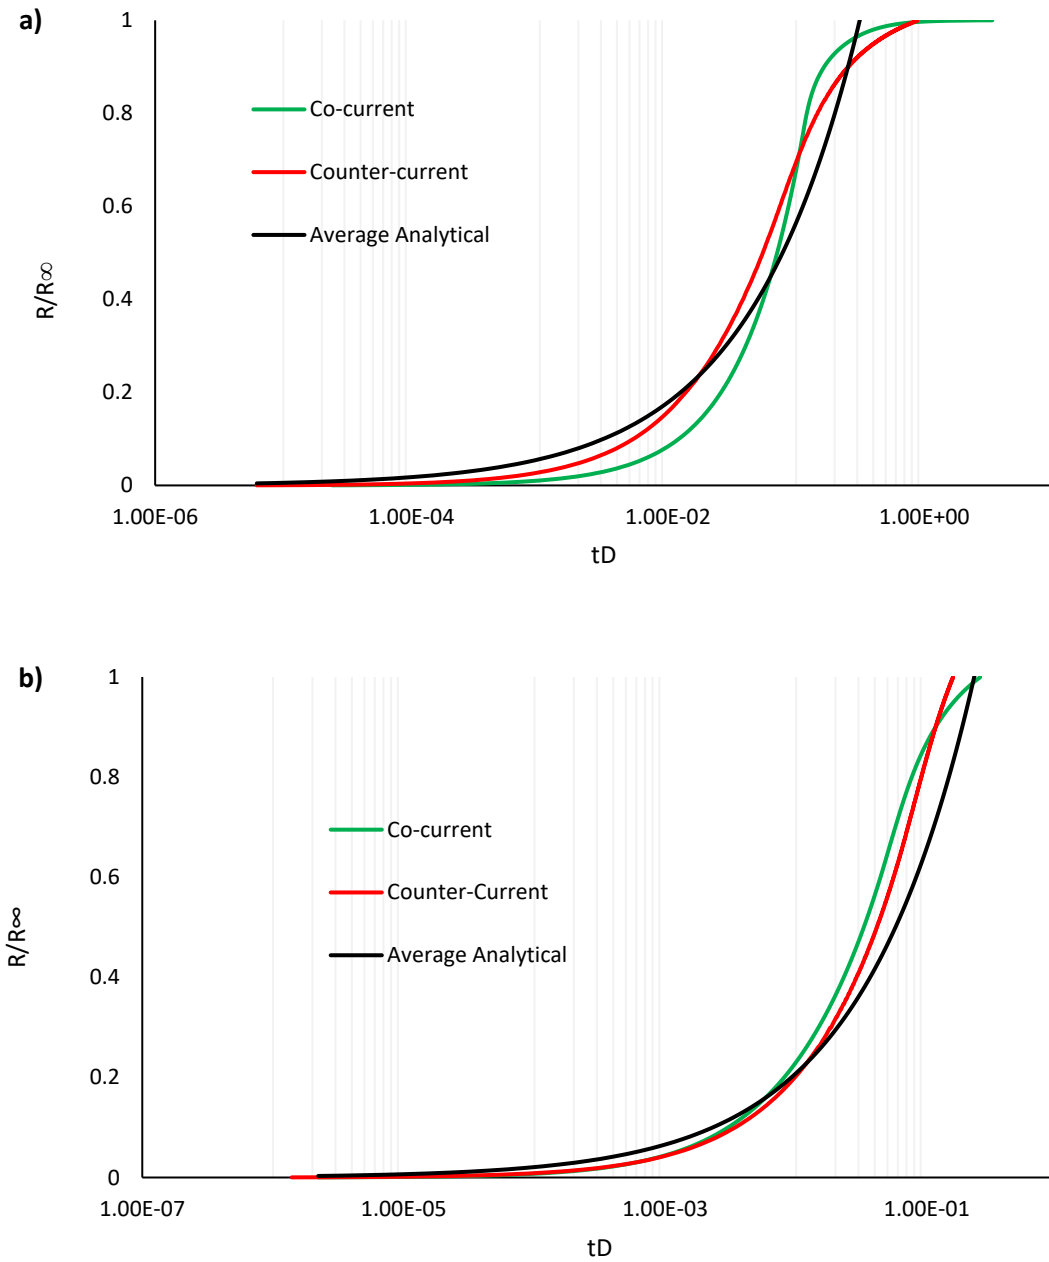 a)
1
0.8
0.6
0.4
0.2
0
R/R∞
Co-current
Counter-current
Average Analytical
1.00E-06 1.00E-04 1.00E-02 1.00E+00
tD
b)
1
0.8
0.6
0.4
0.2
0
R/R∞
Co-current
Counter-Current
Average Analytical
1.00E-07 1.00E-05 1.00E-03 1.00E-01
tD